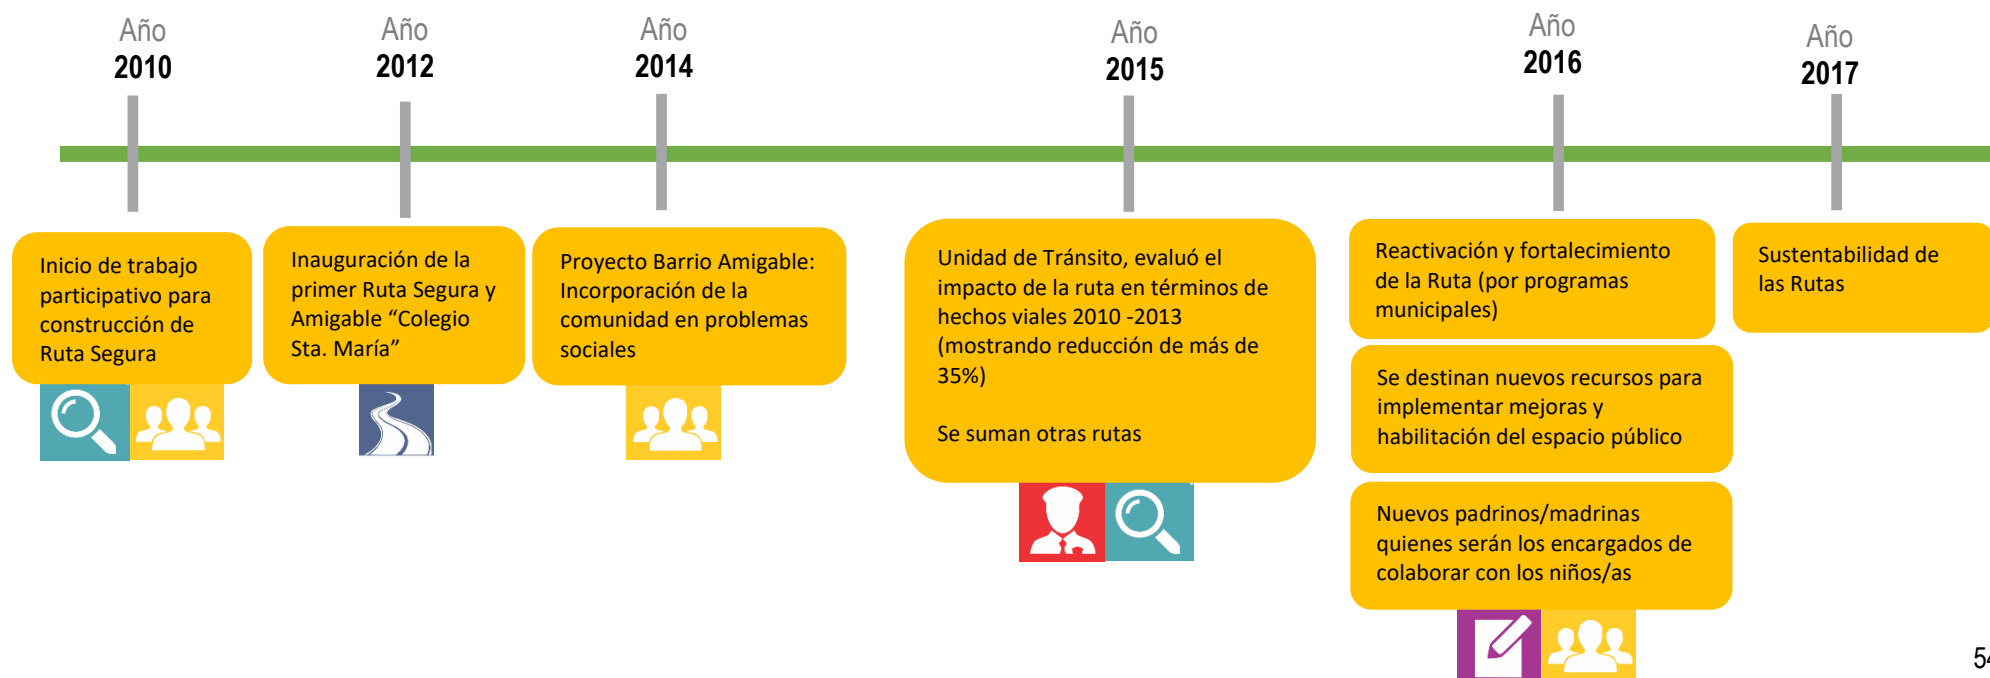 Año
2010
Año
2012
Año
2014
Año
2015
Año
2016
Año
2017
Inicio de trabajo
participativo para
construcción de
Ruta Segura
Inauguración de la
primer Ruta Segura y
Amigable “Colegio
Sta. María”
Proyecto Barrio Amigable:
Incorporación de la
comunidad en problemas
sociales
Unidad de Tránsito, evaluó el
impacto de la ruta en términos de
hechos viales 2010 -2013
(mostrando reducción de más de
35%)
Se suman otras rutas
Reactivación y fortalecimiento
de la Ruta (por programas
municipales)
Se destinan nuevos recursos para
implementar mejoras y
habilitación del espacio público
Nuevos padrinos/madrinas
quienes serán los encargados de
colaborar con los niños/as
Sustentabilidad de
las Rutas
54